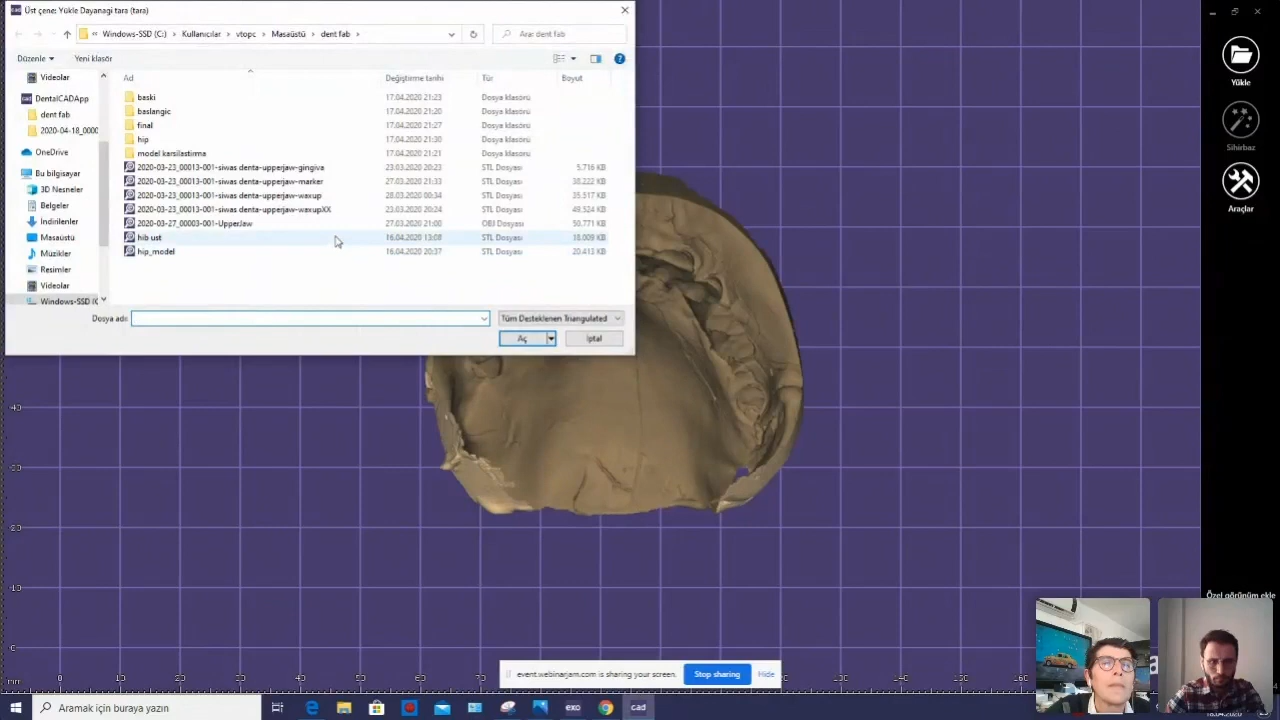 Üst çene: Yükle Dayanagi tara (tara)
« Windows-SSD (C:) > Kullanıcılar > vtopc > Masaüstü > dent fab >
Ara: dent fab
Düzenle
Yeni klasör
Ad
Değiştirme tarihi
Tür
Boyut
Videolar
DentalCADApp
dent fab
2020-04-18_0000
OneDrive
Bu bilgisayar
3D Nesneler
Belgeler
İndirilenler
Masaüstü
Müzikler
Resimler
Videolar
Windows-SSD (C
baski 17.04.2020 21:23 Dosya klasörü
baslangic 17.04.2020 21:20 Dosya klasörü
final 17.04.2020 21:27 Dosya klasörü
hip 17.04.2020 21:30 Dosya klasörü
model karsilastirma 17.04.2020 21:21 Dosya klasörü
2020-03-23_00013-001-siwas denta-upperjaw-gingiva 23.03.2020 20:23 STL Dosyası 5.716 KB
2020-03-23_00013-001-siwas denta-upperjaw-marker 27.03.2020 21:33 STL Dosyası 38.222 KB
2020-03-23_00013-001-siwas denta-upperjaw-waxup 28.03.2020 00:34 STL Dosyası 35.517 KB
2020-03-23_00013-001-siwas denta-upperjaw-waxupXX 23.03.2020 20:24 STL Dosyası 49.524 KB
2020-03-27_00003-001-UpperJaw 27.03.2020 21:00 OBJ Dosyası 50.771 KB
hib ust 16.04.2020 13:08 STL Dosyası 18.009 KB
hip_model 16.04.2020 20:37 STL Dosyası 20.413 KB
Dosya adı:
Tüm Desteklenen Triangulated
Aç
İptal
Yükle
Sihirbaz
Araçlar
Özel görünüm ekle
event.webinarjam.com is sharing your screen.
Stop sharing
Hide
Aramak için buraya yazın
exo
cad
18.04.2020